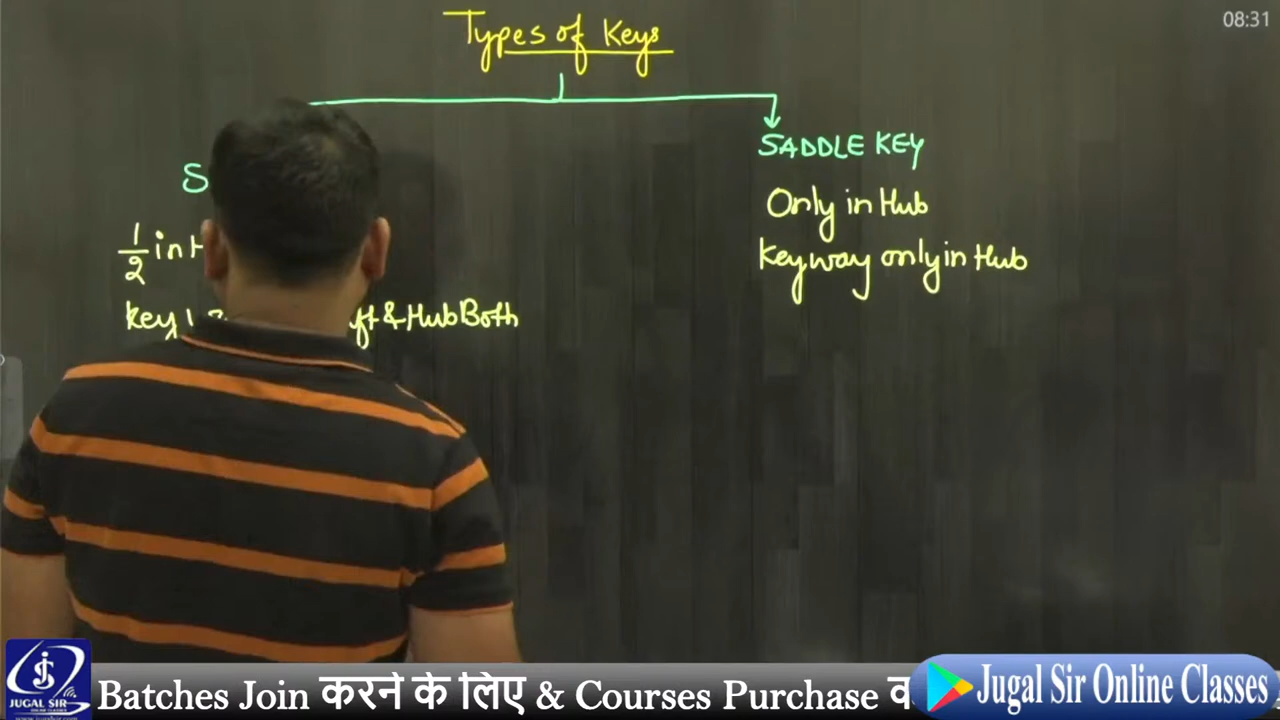 08:31
Types of Keys
SADDLE KEY
S
Only in Hub
1/2 in H
Keyway only in Hub
Key & Hub Both
JUGAL SIR
Batches Join करने के लिए & Courses Purchase
Jugal Sir Online Classes